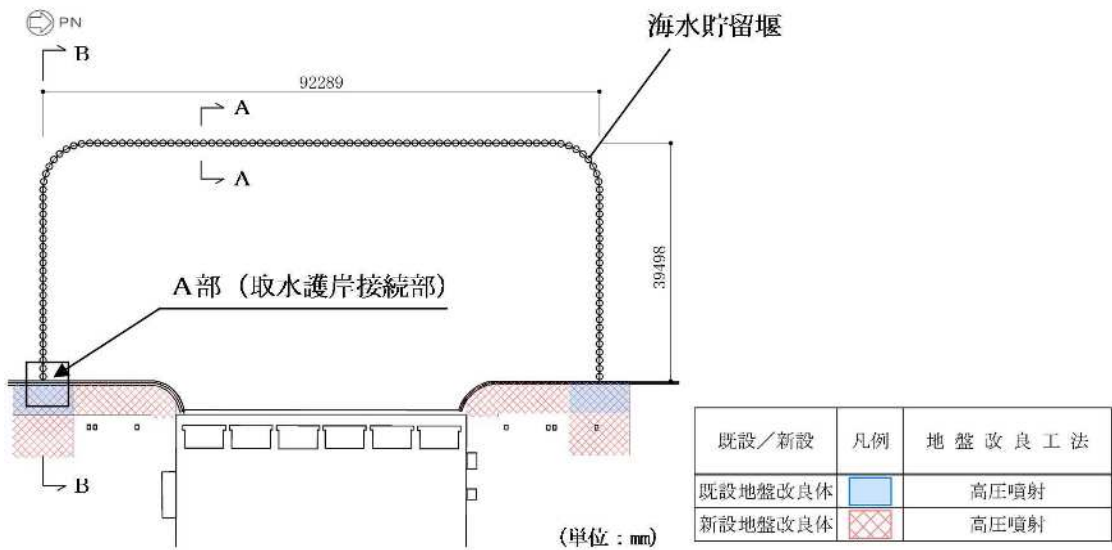 PN
B
海水貯留堰
92289
A
A
39498
A部（取水護岸接続部）
B
(単位：㎜)
既設／新設 凡例 地盤改良工法
既設地盤改良体 高圧噴射
新設地盤改良体 高圧噴射